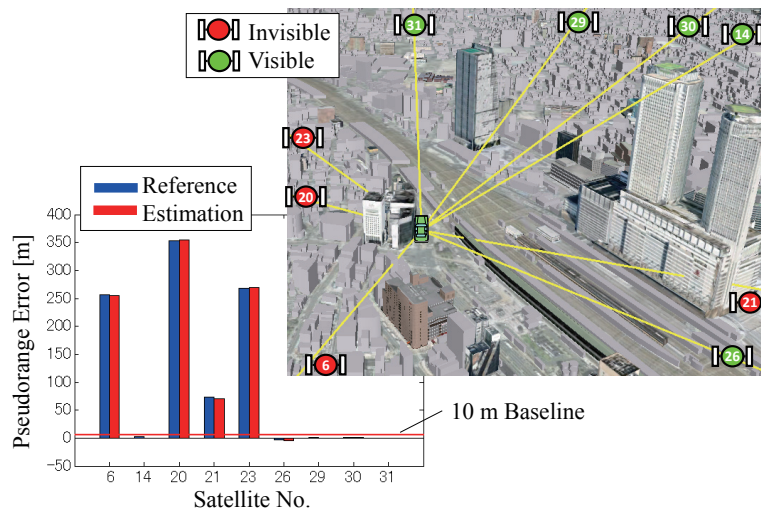 Invisible
Visible
31
29
30
14
23
20
21
26
6
Reference
Estimation
Pseudorange Error [m]
400
350
300
250
200
150
100
50
0
−50
10 m Baseline
6 14 20 21 23 26 29 30 31
Satellite No.